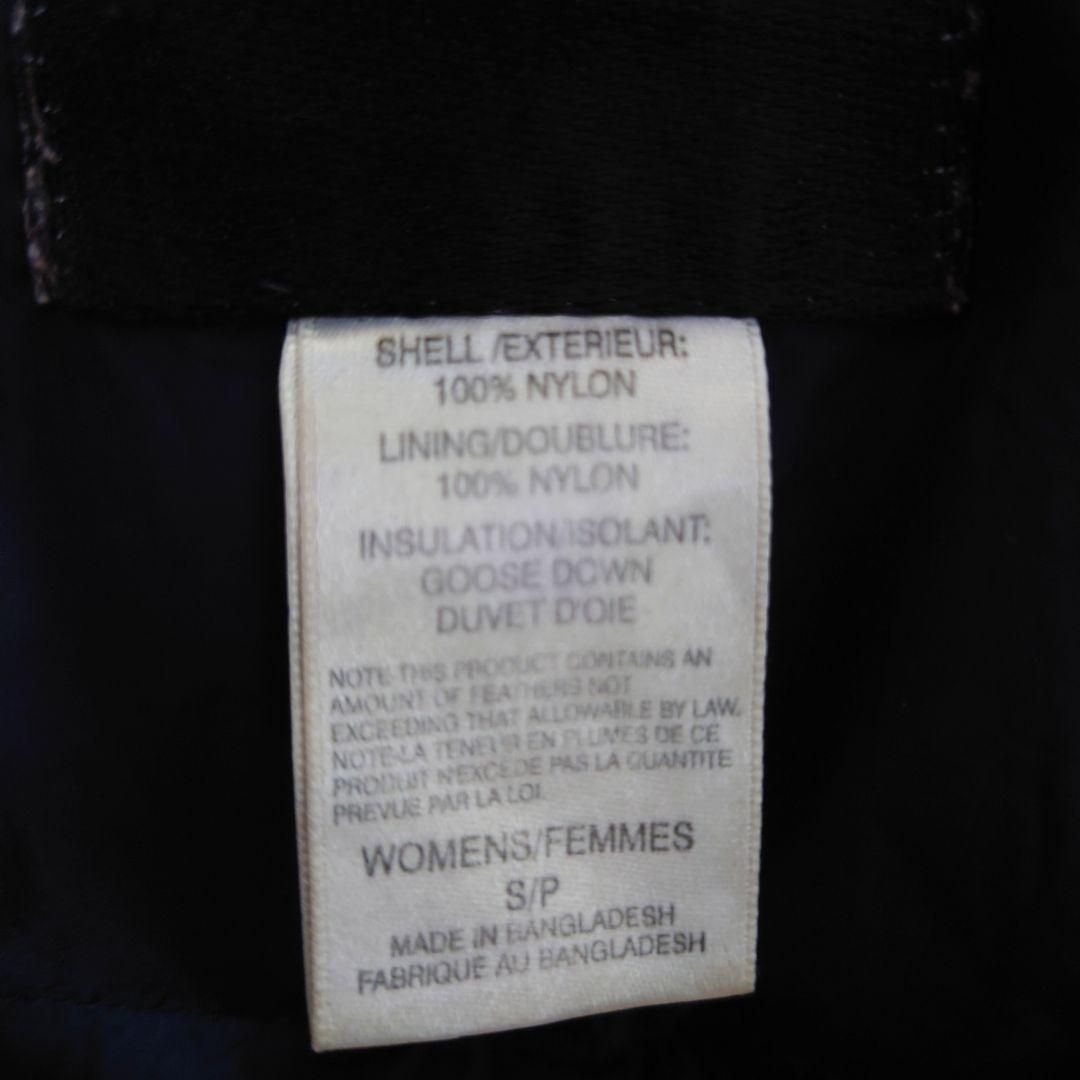 SHELL /EXTERIEUR:
100% NYLON
LINING/DOUBLURE:
100% NYLON
INSULATION/ISOLANT:
GOOSE DOWN
DUVET D'OIE
NOTE-THIS PRODUCT CONTAINS AN
AMOUNT OF FEATHERS NOT
EXCEEDING THAT ALLOWABLE BY LAW.
NOTE-LA TENEUR EN PLUMES DE CE
PRODUIT N'EXCEDE PAS LA QUANTITE
PREVUE PAR LA LOI.
WOMENS/FEMMES
S/P
MADE IN BANGLADESH
FABRIQUE AU BANGLADESH